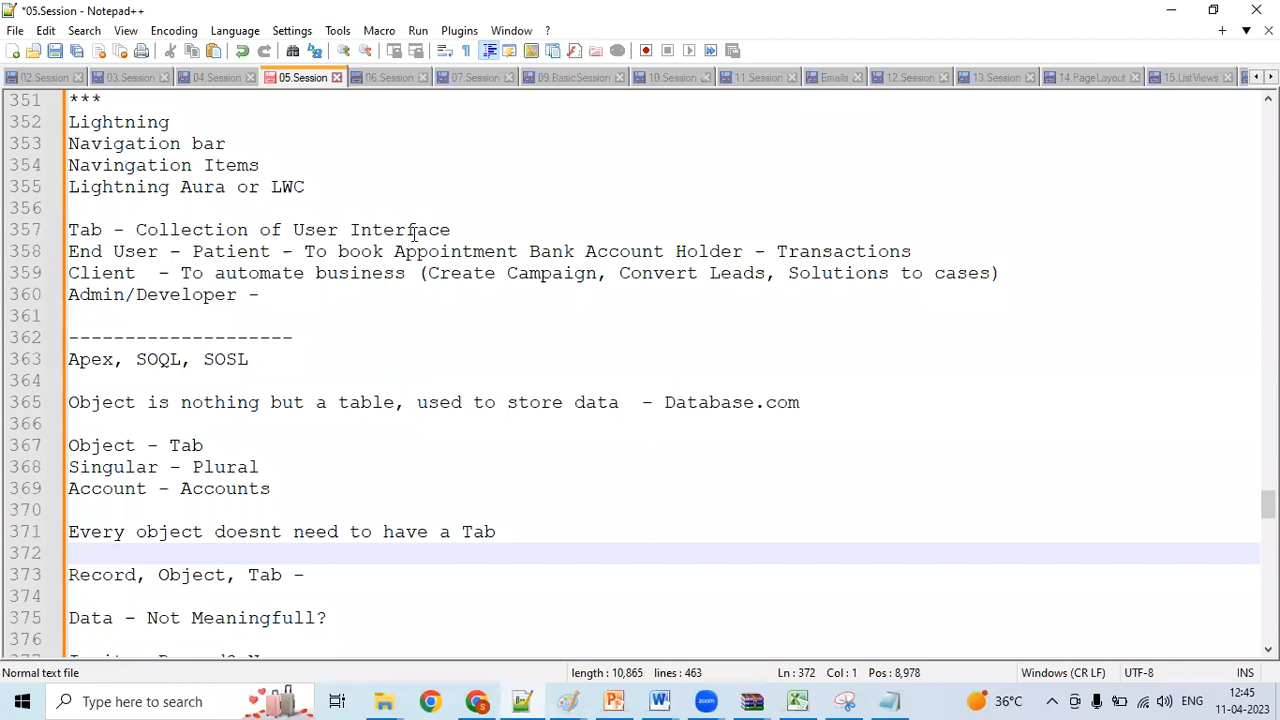 *05.Session - Notepad++
File Edit Search View Encoding Language Settings Tools Macro Run Plugins Window ?
02.Session 03.Session 04.Session 05.Session 06.Session 07.Session 09.BasicSession 10.Session 11.Session Emails 12.Session 13.Session 14.PageLayout 15.ListViews
351 ***
352 Lightning
353 Navigation bar
354 Navingation Items
355 Lightning Aura or LWC
356
357 Tab - Collection of User Interface
358 End User - Patient - To book Appointment Bank Account Holder - Transactions
359 Client  - To automate business (Create Campaign, Convert Leads, Solutions to cases)
360 Admin/Developer -
361
362 --------------------
363 Apex, SOQL, SOSL
364
365 Object is nothing but a table, used to store data  - Database.com
366
367 Object - Tab
368 Singular - Plural
369 Account - Accounts
370
371 Every object doesnt need to have a Tab
372
373 Record, Object, Tab -
374
375 Data - Not Meaningfull?
376
Normal text file length : 10,865 lines : 463 Ln : 372 Col : 1 Pos : 8,978 Windows (CR LF) UTF-8 INS
Type here to search 36°C ENG 12:45
11-04-2023